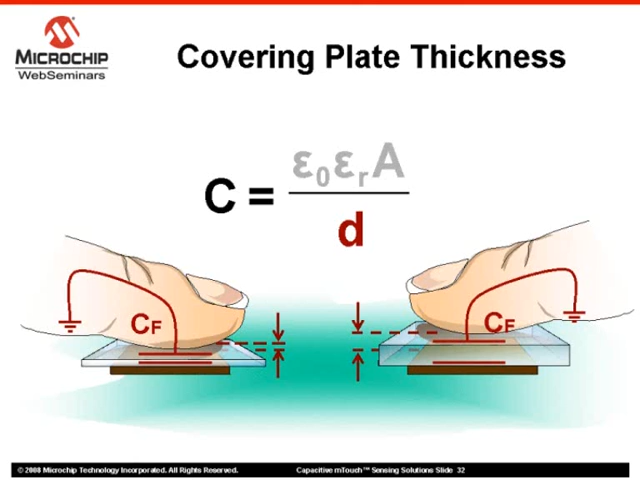 MICROCHIP
WebSeminars
Covering Plate Thickness
C = ε₀εᵣA
d
CF
CF
© 2008 Microchip Technology Incorporated. All Rights Reserved.
Capacitive mTouch™ Sensing Solutions Slide 32